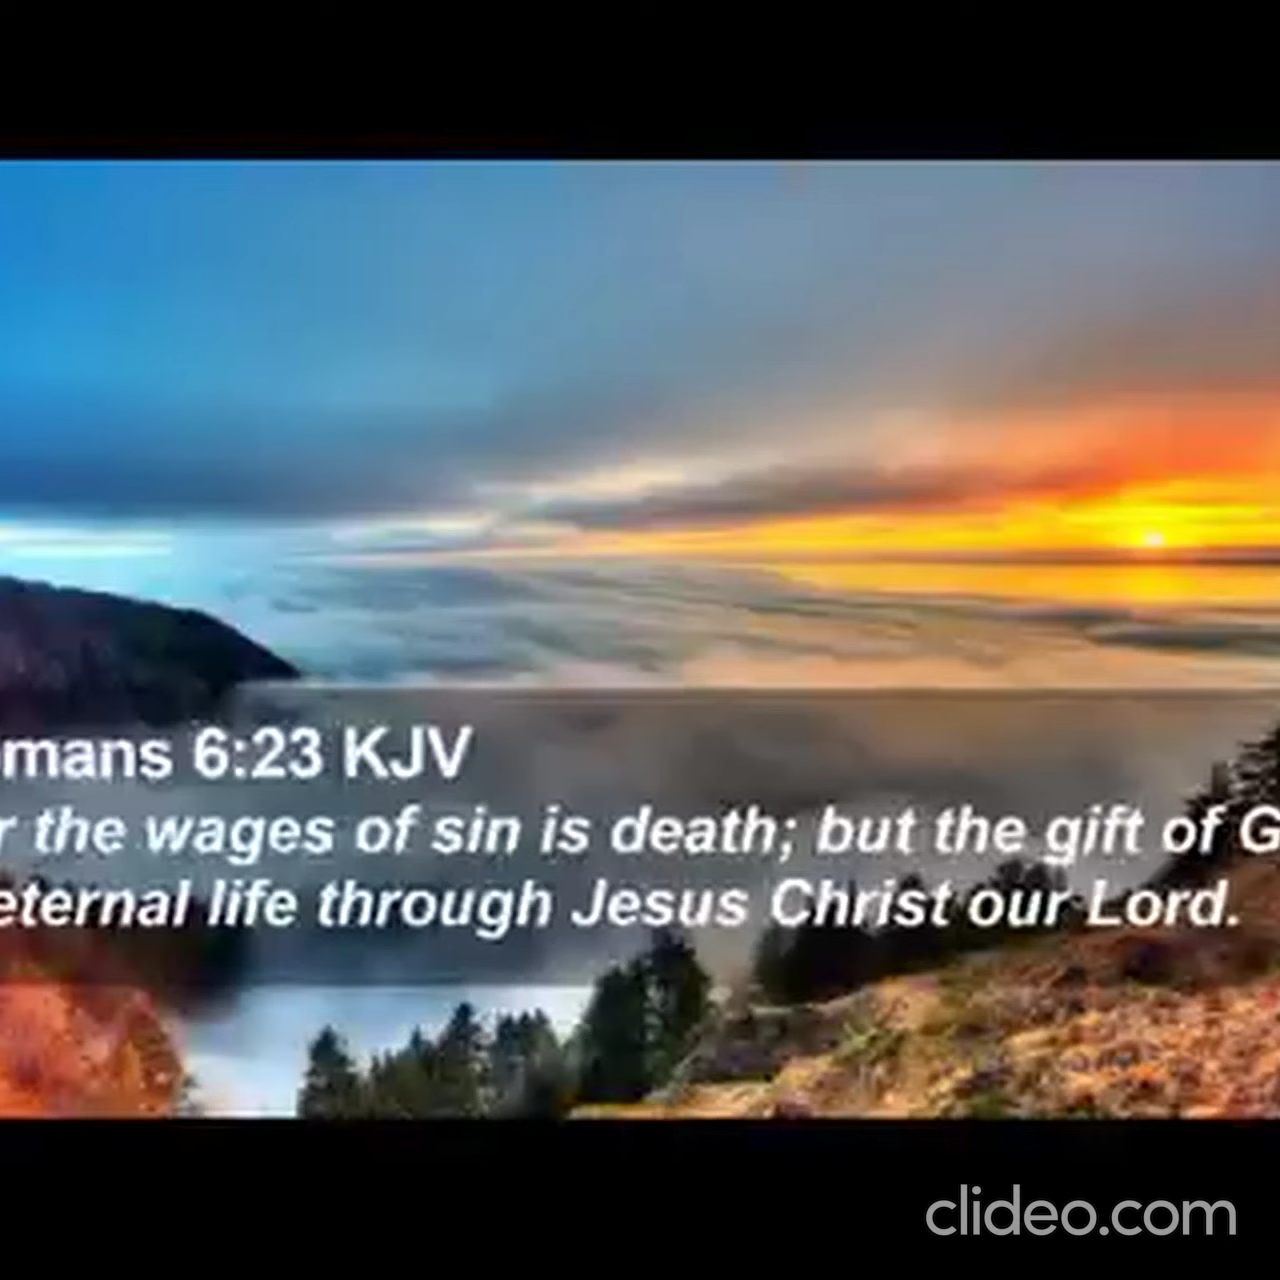 mans 6:23 KJV
r the wages of sin is death; but the gift of G
eternal life through Jesus Christ our Lord.
clideo.com